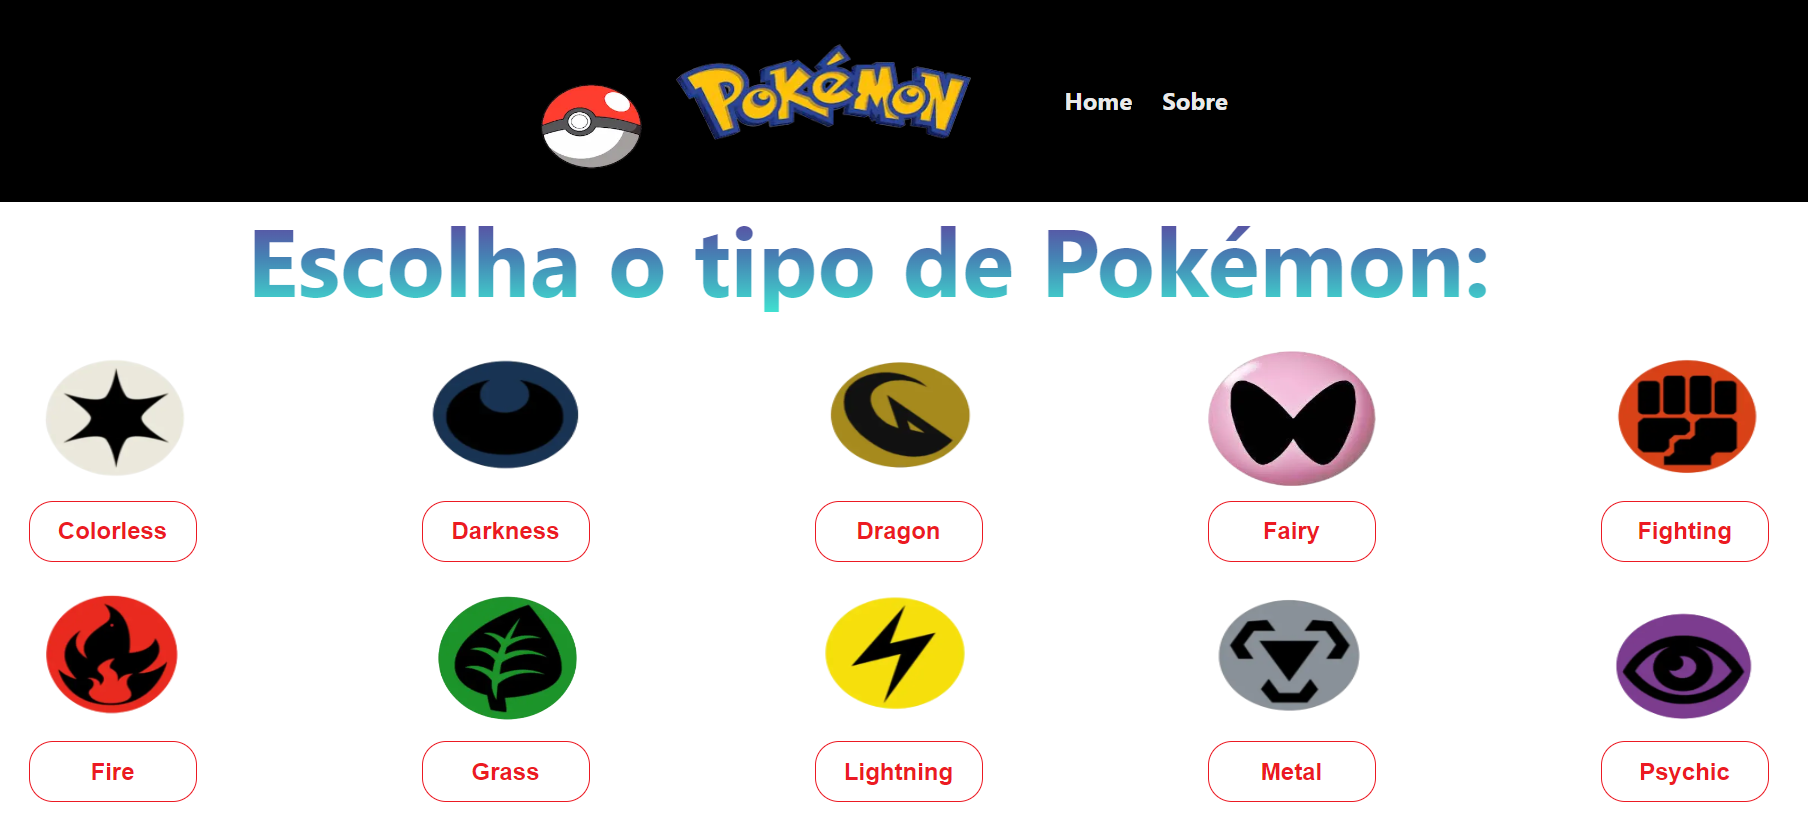 Pokémon
Home Sobre
Escolha o tipo de Pokémon:
Colorless Darkness Dragon Fairy Fighting
Fire Grass Lightning Metal Psychic